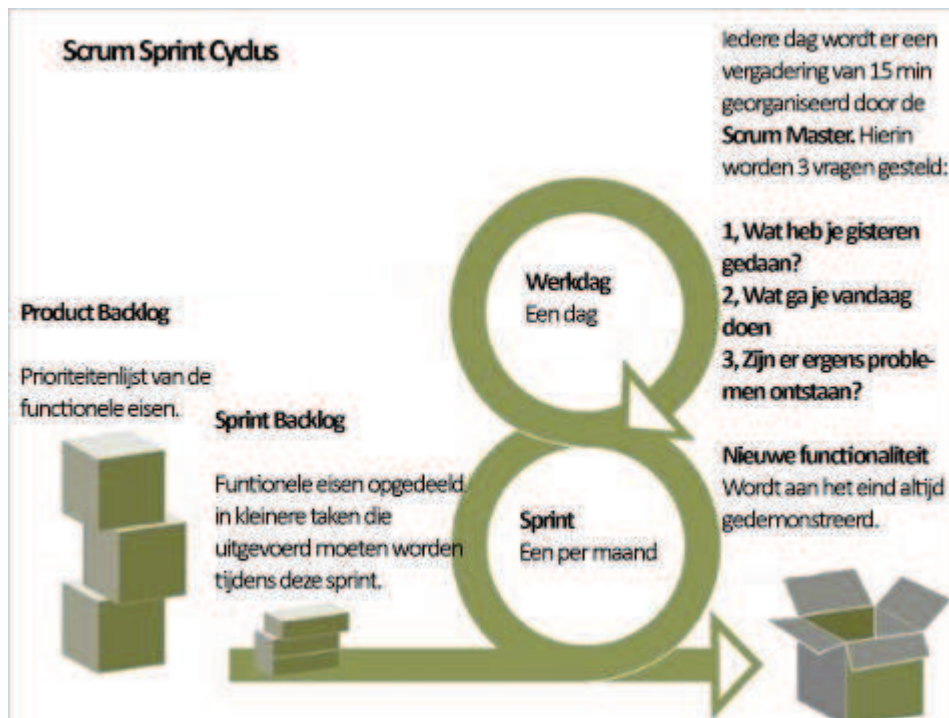 Scrum Sprint Cyclus
Iedere dag wordt er een
vergadering van 15 min
georganiseerd door de
Scrum Master. Hierin
worden 3 vragen gesteld:
1, Wat heb je gisteren
gedaan?
2, Wat ga je vandaag
doen
3, Zijn er ergens proble-
men ontstaan?
Werkdag
Een dag
Product Backlog
Prioriteitenlijst van de
functionele eisen.
Sprint Backlog
Funtionele eisen opgedeeld
in kleinere taken die
uitgevoerd moeten worden
tijdens deze sprint.
Sprint
Een per maand
Nieuwe functionaliteit
Wordt aan het eind altijd
gedemonstreerd.